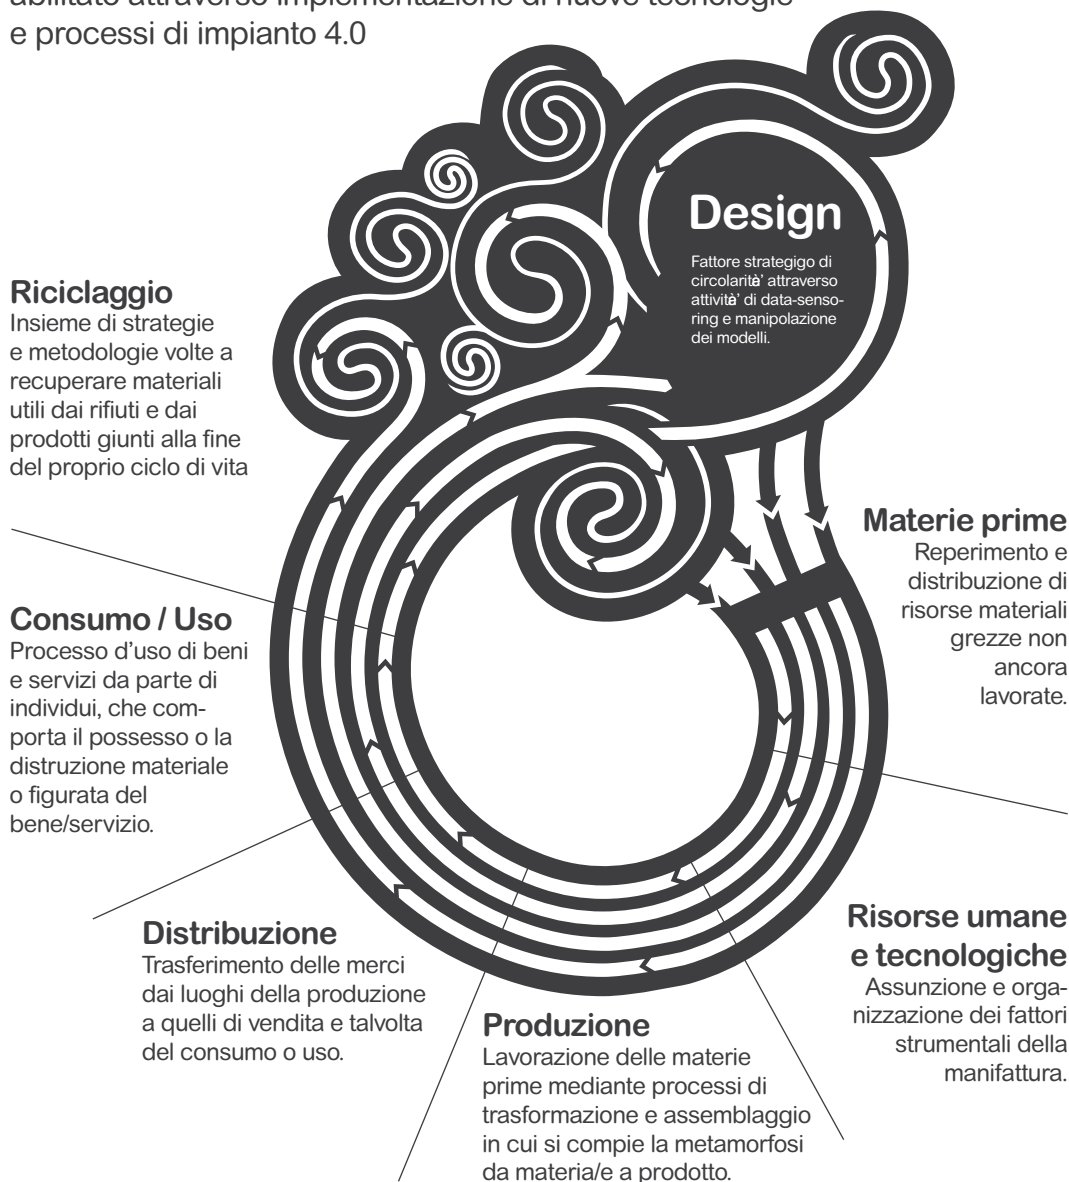 abilitato attraverso implementazione di nuove tecnologie
e processi di impianto 4.0
Design
Fattore strategigo di
circolarità' attraverso
attività' di data-senso-
ring e manipolazione
dei modelli.
Riciclaggio
Insieme di strategie
e metodologie volte a
recuperare materiali
utili dai rifiuti e dai
prodotti giunti alla fine
del proprio ciclo di vita
Materie prime
Reperimento e
distribuzione di
risorse materiali
grezze non
ancora
lavorate.
Consumo / Uso
Processo d'uso di beni
e servizi da parte di
individui, che com-
porta il possesso o la
distruzione materiale
o figurata del
bene/servizio.
Risorse umane
e tecnologiche
Assunzione e orga-
nizzazione dei fattori
strumentali della
manifattura.
Distribuzione
Trasferimento delle merci
dai luoghi della produzione
a quelli di vendita e talvolta
del consumo o uso.
Produzione
Lavorazione delle materie
prime mediante processi di
trasformazione e assemblaggio
in cui si compie la metamorfosi
da materia/e a prodotto.